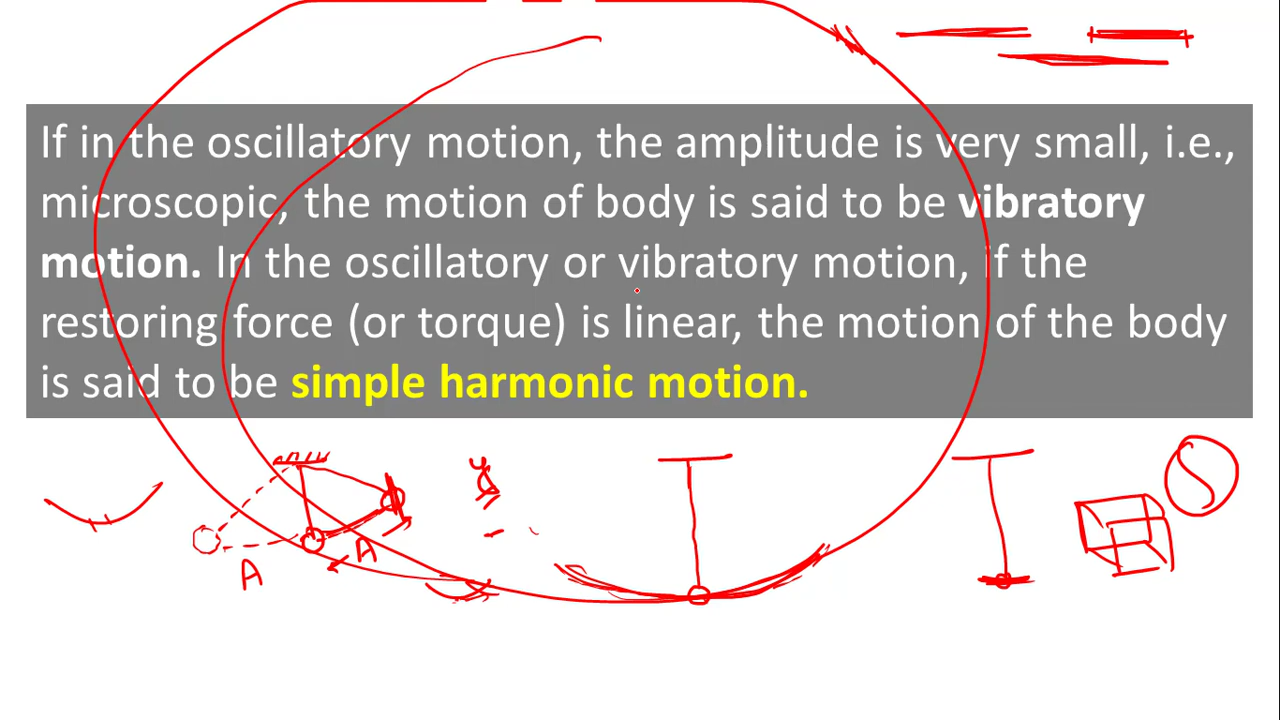 If in the oscillatory motion, the amplitude is very small, i.e.,
microscopic, the motion of body is said to be vibratory
motion. In the oscillatory or vibratory motion, if the
restoring force (or torque) is linear, the motion of the body
is said to be simple harmonic motion.
A
A